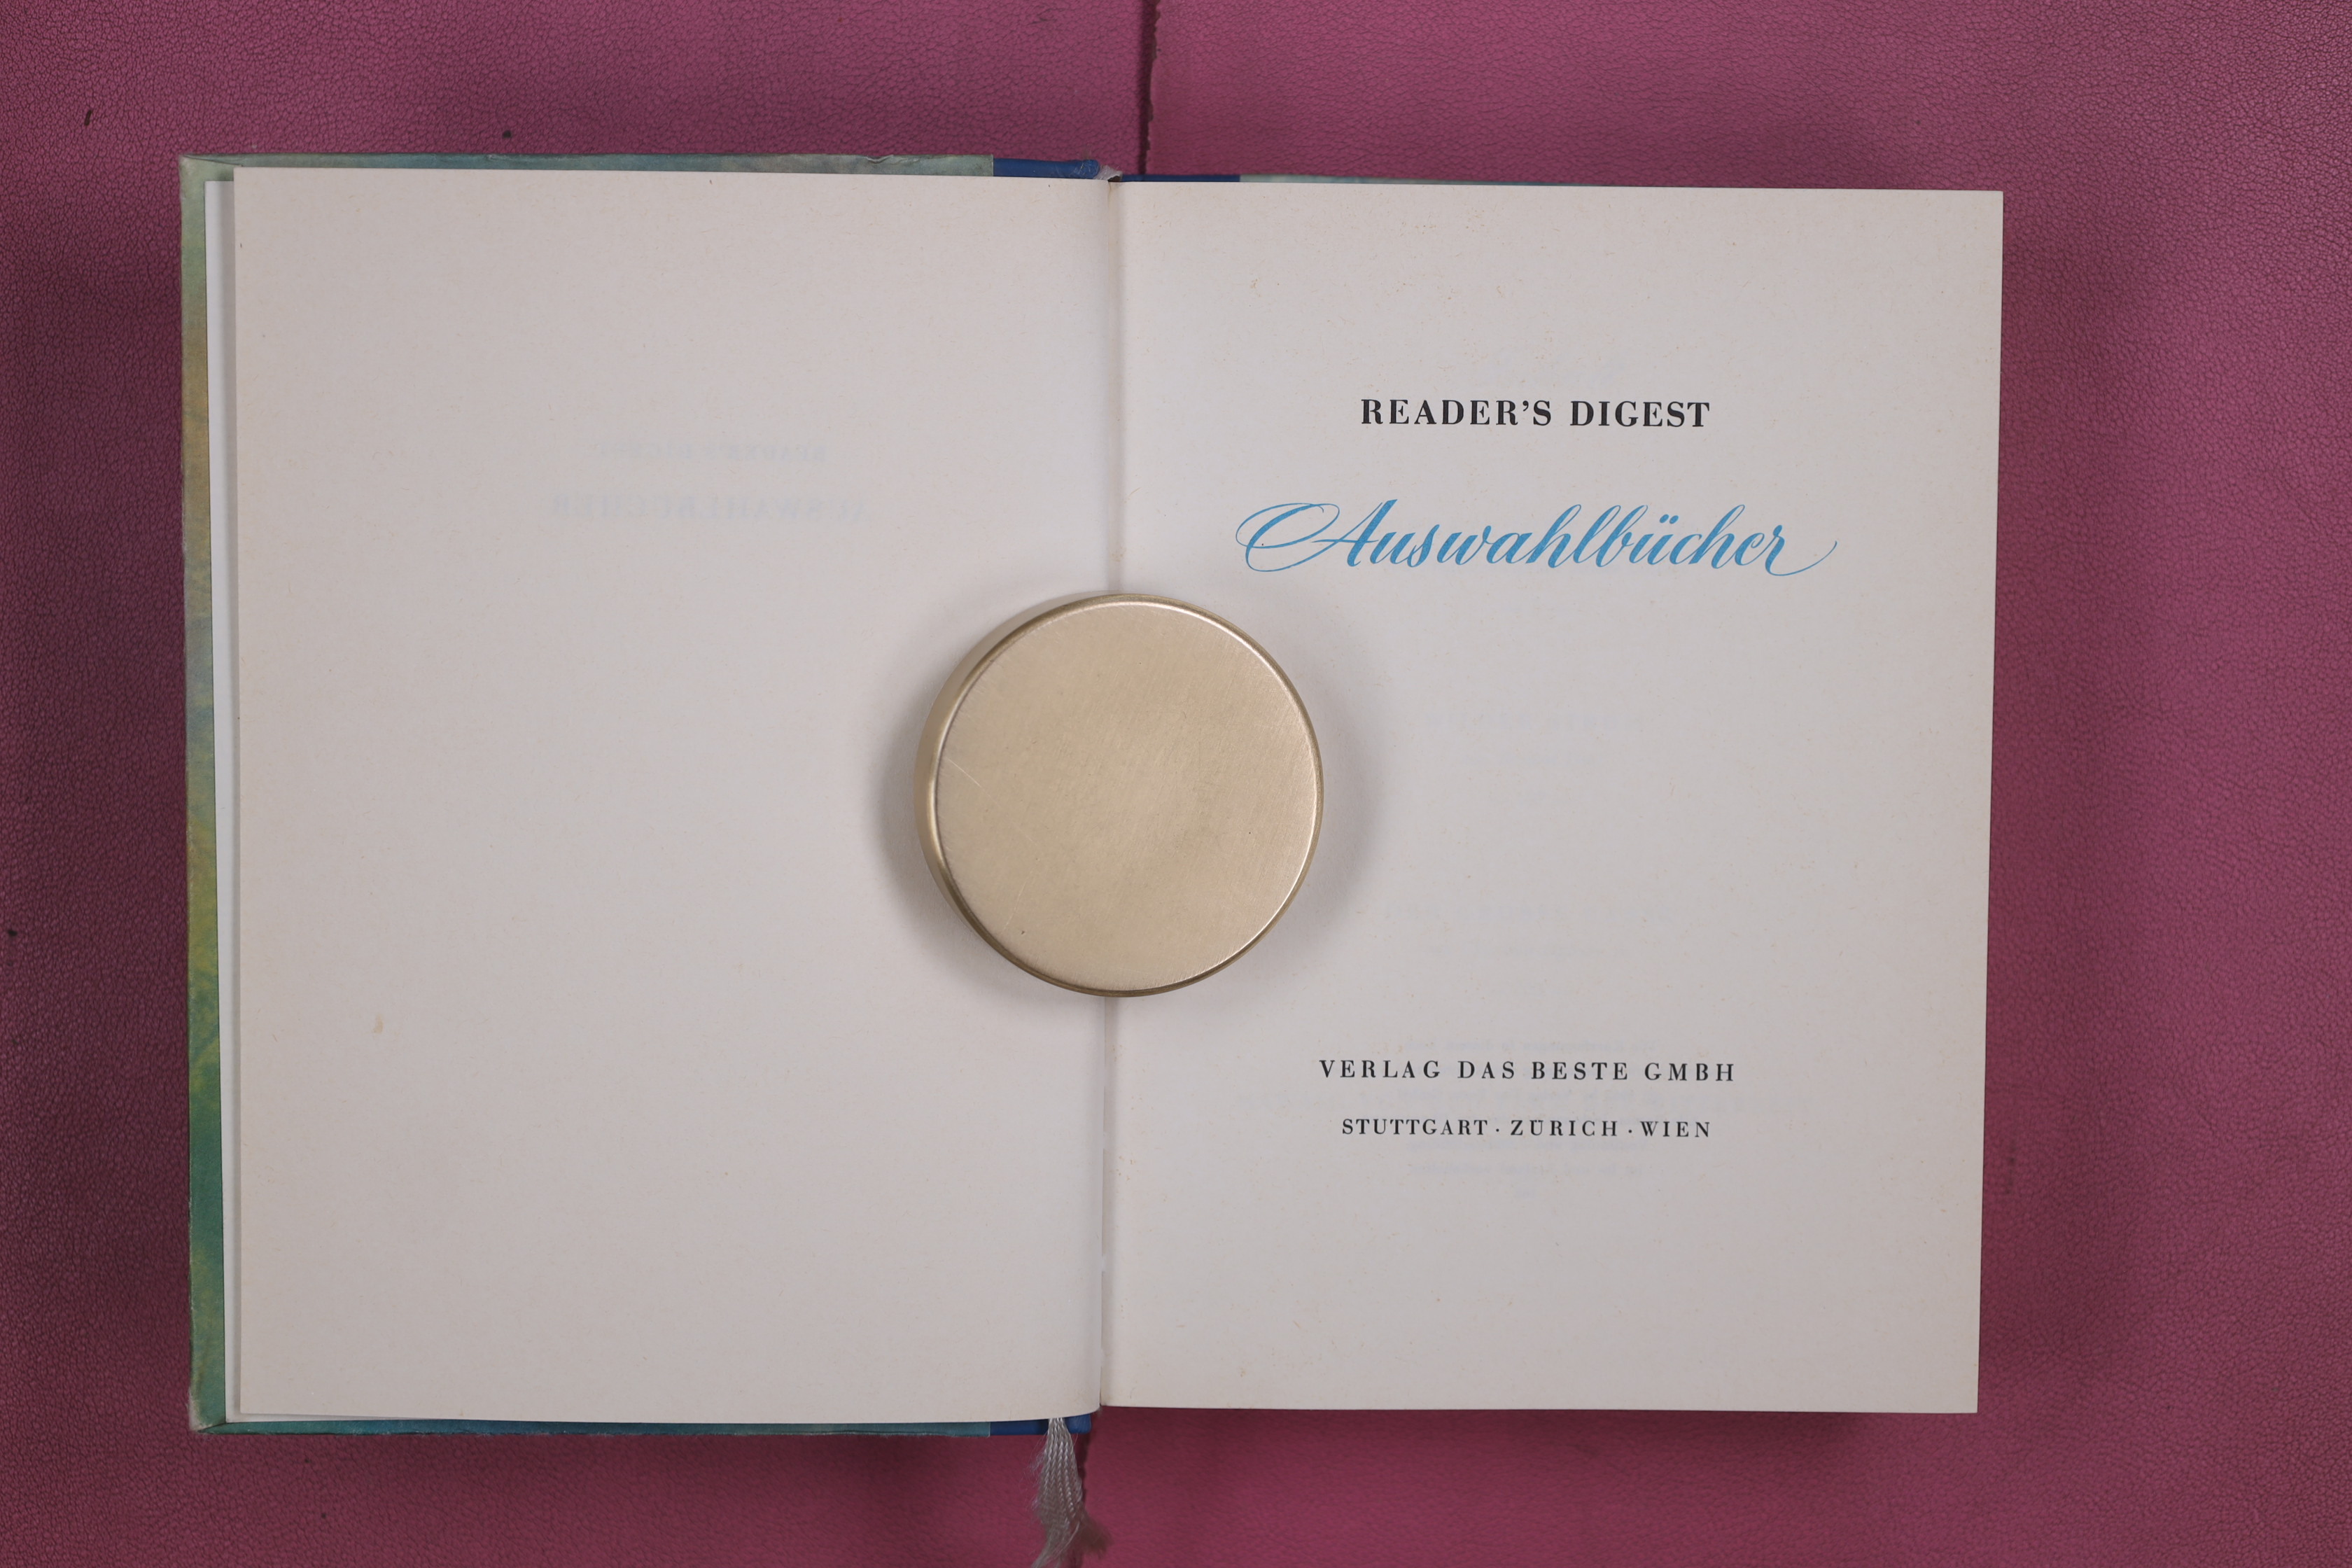 READER'S DIGEST
Auswahlbücher
VERLAG DAS BESTE GMBH
STUTTGART · ZÜRICH · WIEN